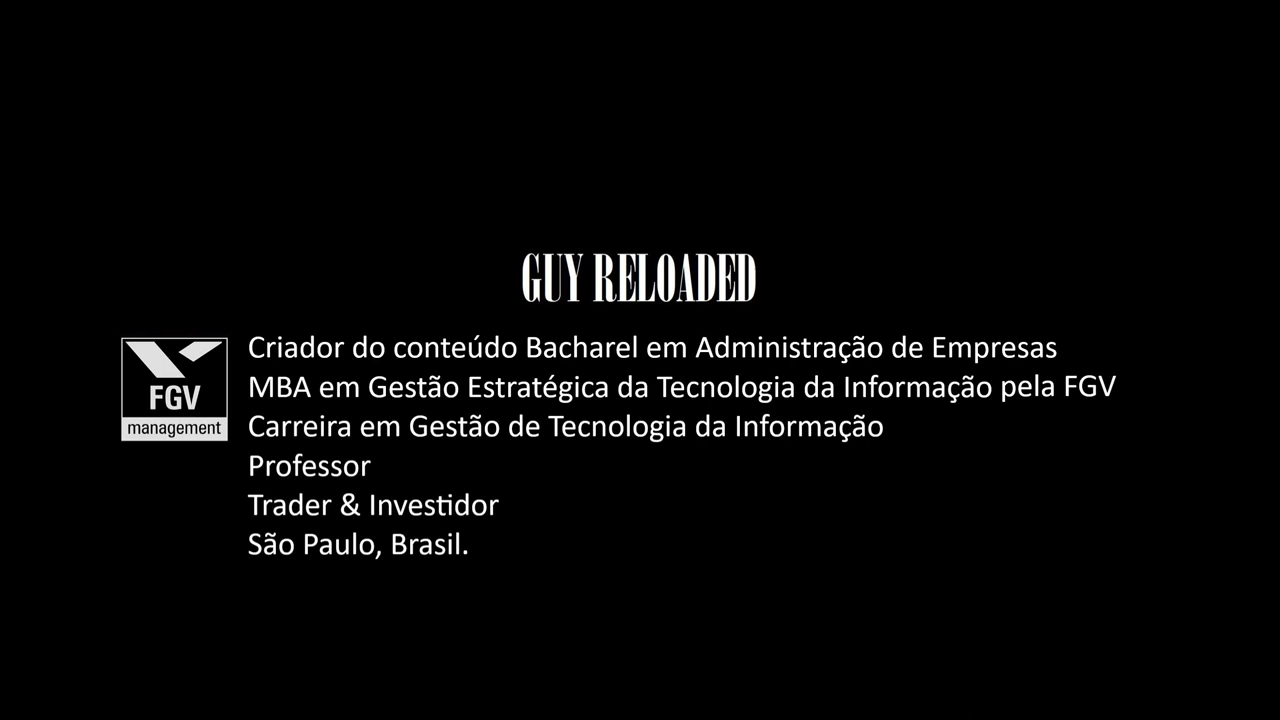 GUY RELOADED
FGV
management
Criador do conteúdo Bacharel em Administração de Empresas
MBA em Gestão Estratégica da Tecnologia da Informação pela FGV
Carreira em Gestão de Tecnologia da Informação
Professor
Trader & Investidor
São Paulo, Brasil.